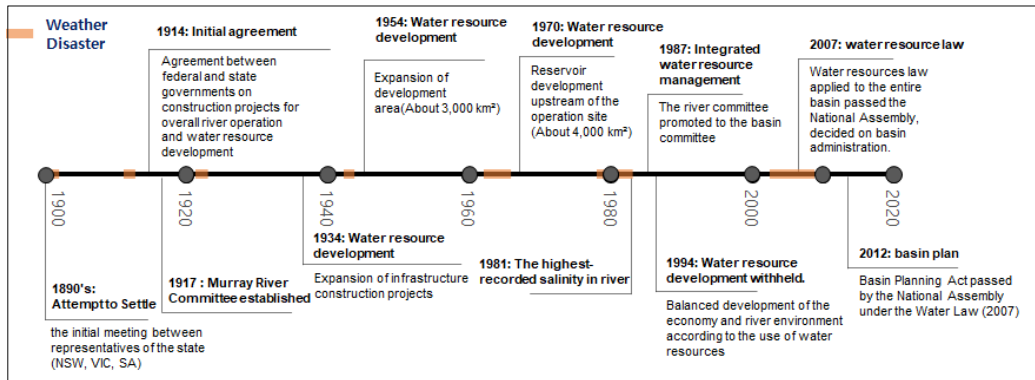 Weather
Disaster
1914: Initial agreement
Agreement between
federal and state
governments on
construction projects for
overall river operation
and water resource
development
1954: Water resource
development
Expansion of
development
area(About 3,000 km²)
1970: Water resource
development
Reservoir
development
upstream of the
operation site
(About 4,000 km²)
1987: Integrated
water resource
management
The river committee
promoted to the basin
committee
2007: water resource law
Water resources law
applied to the entire
basin passed the
National Assembly,
decided on basin
administration.
1900
1920
1940
1960
1980
2000
2020
1890's:
Attempt to Settle
the initial meeting between
representatives of the state
(NSW, VIC, SA)
1917 : Murray River
Committee established
1934: Water resource
development
Expansion of infrastructure
construction projects
1981: The highest-
recorded salinity in river
1994: Water resource
development withheld.
Balanced development of the
economy and river environment
according to the use of water
resources
2012: basin plan
Basin Planning Act passed
by the National Assembly
under the Water Law (2007)